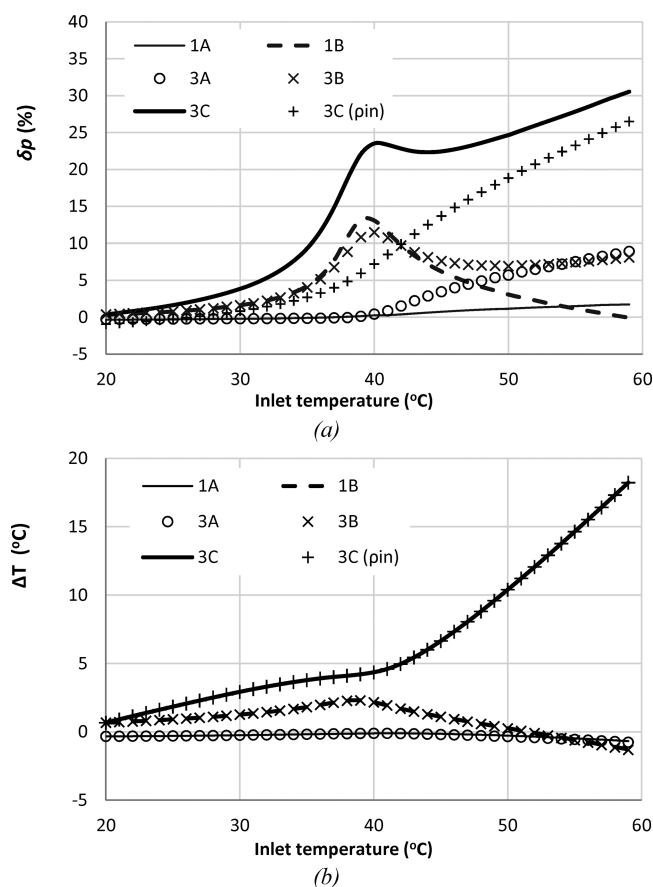 40
35
30
25
20
15
10
5
0
-5
δp (%)
1A 1B
3A 3B
3C 3C (ρin)
20 30 40 50 60
Inlet temperature (ºC)
(a)
20
15
10
5
0
-5
ΔT (ºC)
1A 1B
3A 3B
3C 3C (ρin)
20 30 40 50 60
Inlet temperature (ºC)
(b)